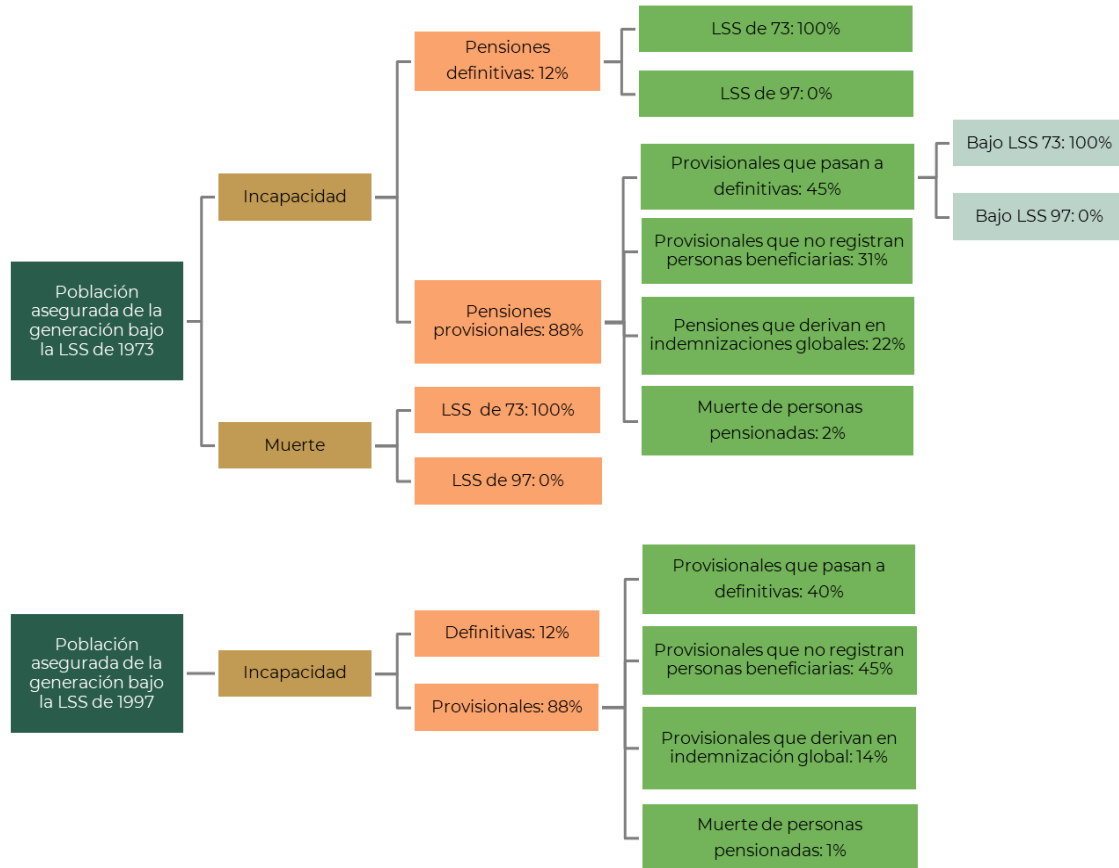 Población
asegurada de la
generación bajo
la LSS de 1973
Incapacidad
Pensiones
definitivas: 12%
LSS de 73: 100%
LSS de 97: 0%
Pensiones
provisionales: 88%
Provisionales que pasan a
definitivas: 45%
Bajo LSS 73: 100%
Bajo LSS 97: 0%
Provisionales que no registran
personas beneficiarias: 31%
Pensiones que derivan en
indemnizaciones globales: 22%
Muerte de personas
pensionadas: 2%
Muerte
LSS de 73: 100%
LSS de 97: 0%
Población
asegurada de la
generación bajo
la LSS de 1997
Incapacidad
Definitivas: 12%
Provisionales: 88%
Provisionales que pasan a
definitivas: 40%
Provisionales que no registran
personas beneficiarias: 45%
Provisionales que derivan en
indemnización global: 14%
Muerte de personas
pensionadas: 1%